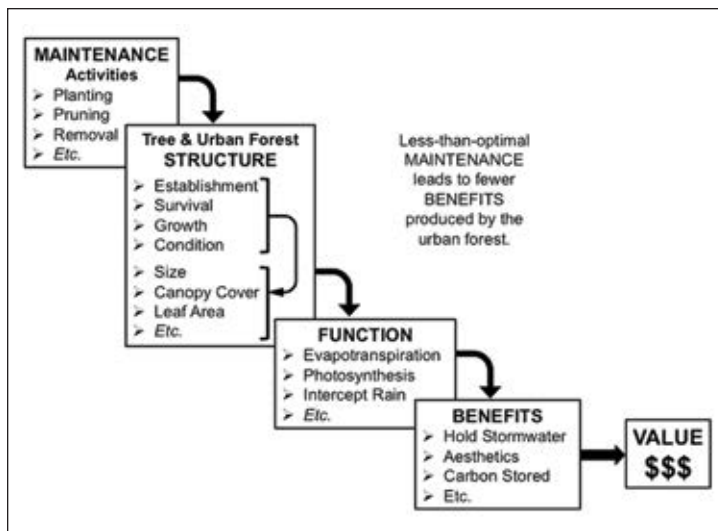 MAINTENANCE
Activities
➢ Planting
➢ Pruning
➢ Removal
➢ Etc.
Tree & Urban Forest
STRUCTURE
➢ Establishment
➢ Survival
➢ Growth
➢ Condition
➢ Size
➢ Canopy Cover
➢ Leaf Area
➢ Etc.
Less-than-optimal
MAINTENANCE
leads to fewer
BENEFITS
produced by the
urban forest.
FUNCTION
➢ Evapotranspiration
➢ Photosynthesis
➢ Intercept Rain
➢ Etc.
BENEFITS
➢ Hold Stormwater
➢ Aesthetics
➢ Carbon Stored
➢ Etc.
VALUE
$$$